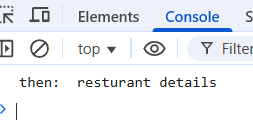 Elements Console
top Filter
then: resturant details